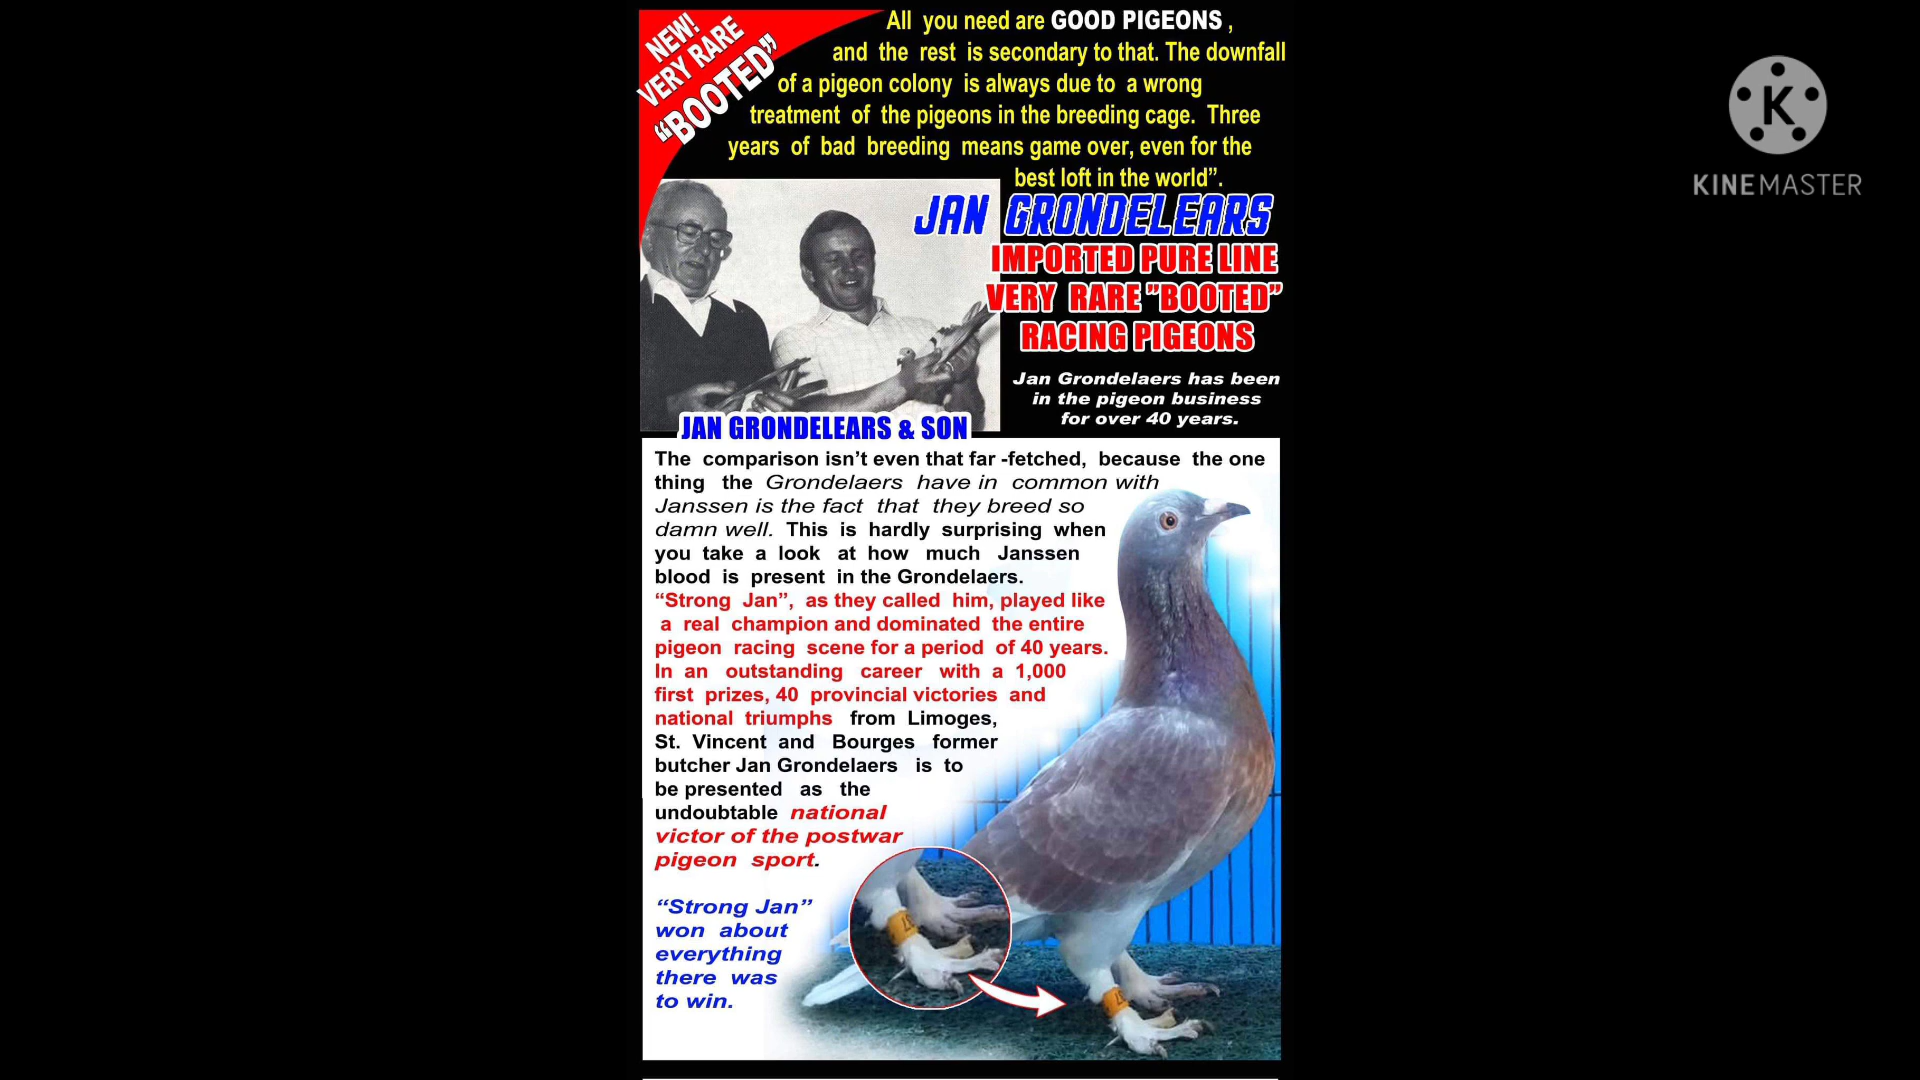 NEW!
VERY RARE
“BOOTED”
All you need are GOOD PIGEONS ,
and the rest is secondary to that. The downfall
of a pigeon colony is always due to a wrong
treatment of the pigeons in the breeding cage. Three
years of bad breeding means game over, even for the
best loft in the world”.
JAN GRONDELEARS
IMPORTED PURE LINE
VERY RARE ”BOOTED”
RACING PIGEONS
Jan Grondelaers has been
in the pigeon business
for over 40 years.
JAN GRONDELEARS & SON
The comparison isn’t even that far -fetched, because the one
thing the Grondelaers have in common with
Janssen is the fact that they breed so
damn well. This is hardly surprising when
you take a look at how much Janssen
blood is present in the Grondelaers.
“Strong Jan”, as they called him, played like
a real champion and dominated the entire
pigeon racing scene for a period of 40 years.
In an outstanding career with a 1,000
first prizes, 40 provincial victories and
national triumphs from Limoges,
St. Vincent and Bourges former
butcher Jan Grondelaers is to
be presented as the
undoubtable national
victor of the postwar
pigeon sport.
“Strong Jan”
won about
everything
there was
to win.
K
KINEMASTER